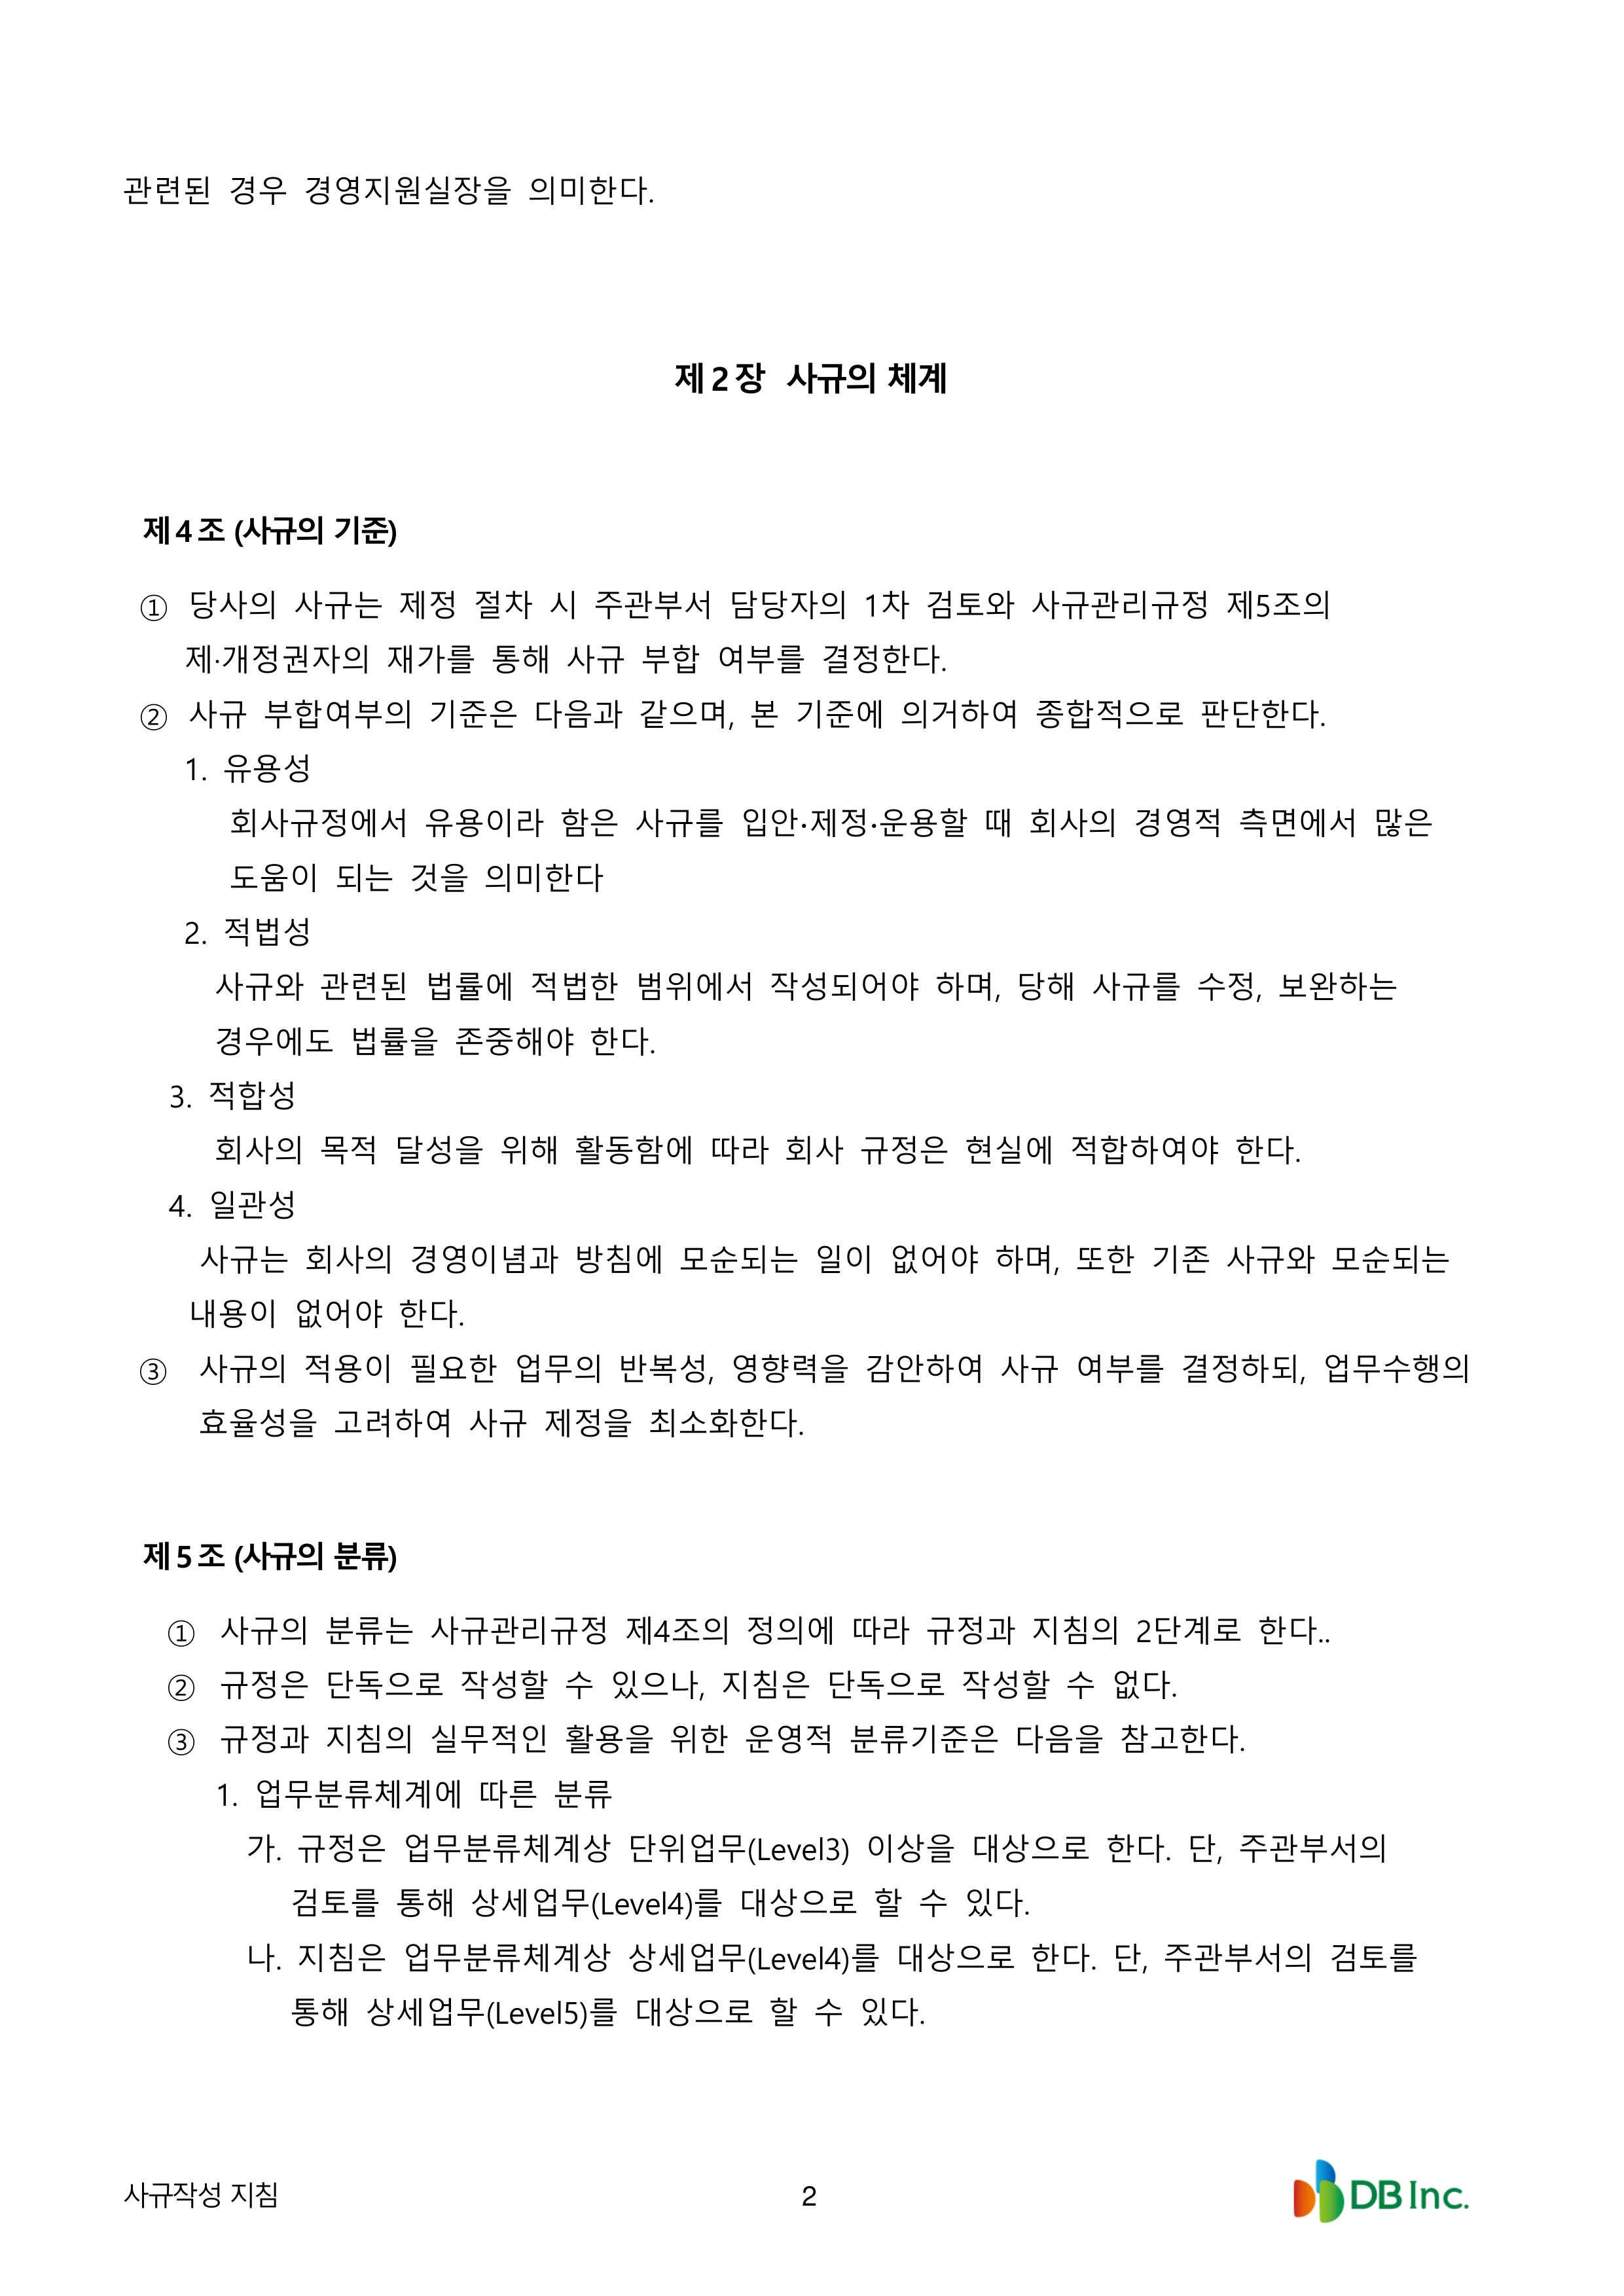 관련된 경우 경영지원실장을 의미한다.
제2장 사규의 체계
제4조 (사규의 기준)
① 당사의 사규는 제정 절차 시 주관부서 담당자의 1차 검토와 사규관리규정 제5조의
제·개정권자의 재가를 통해 사규 부합 여부를 결정한다.
② 사규 부합여부의 기준은 다음과 같으며, 본 기준에 의거하여 종합적으로 판단한다.
1. 유용성
회사규정에서 유용이라 함은 사규를 입안·제정·운용할 때 회사의 경영적 측면에서 많은
도움이 되는 것을 의미한다
2. 적법성
사규와 관련된 법률에 적법한 범위에서 작성되어야 하며, 당해 사규를 수정, 보완하는
경우에도 법률을 존중해야 한다.
3. 적합성
회사의 목적 달성을 위해 활동함에 따라 회사 규정은 현실에 적합하여야 한다.
4. 일관성
사규는 회사의 경영이념과 방침에 모순되는 일이 없어야 하며, 또한 기존 사규와 모순되는
내용이 없어야 한다.
③ 사규의 적용이 필요한 업무의 반복성, 영향력을 감안하여 사규 여부를 결정하되, 업무수행의
효율성을 고려하여 사규 제정을 최소화한다.
제5조 (사규의 분류)
① 사규의 분류는 사규관리규정 제4조의 정의에 따라 규정과 지침의 2단계로 한다..
② 규정은 단독으로 작성할 수 있으나, 지침은 단독으로 작성할 수 없다.
③ 규정과 지침의 실무적인 활용을 위한 운영적 분류기준은 다음을 참고한다.
1. 업무분류체계에 따른 분류
가. 규정은 업무분류체계상 단위업무(Level3) 이상을 대상으로 한다. 단, 주관부서의
검토를 통해 상세업무(Level4)를 대상으로 할 수 있다.
나. 지침은 업무분류체계상 상세업무(Level4)를 대상으로 한다. 단, 주관부서의 검토를
통해 상세업무(Level5)를 대상으로 할 수 있다.
사규작성 지침
2
DB Inc.